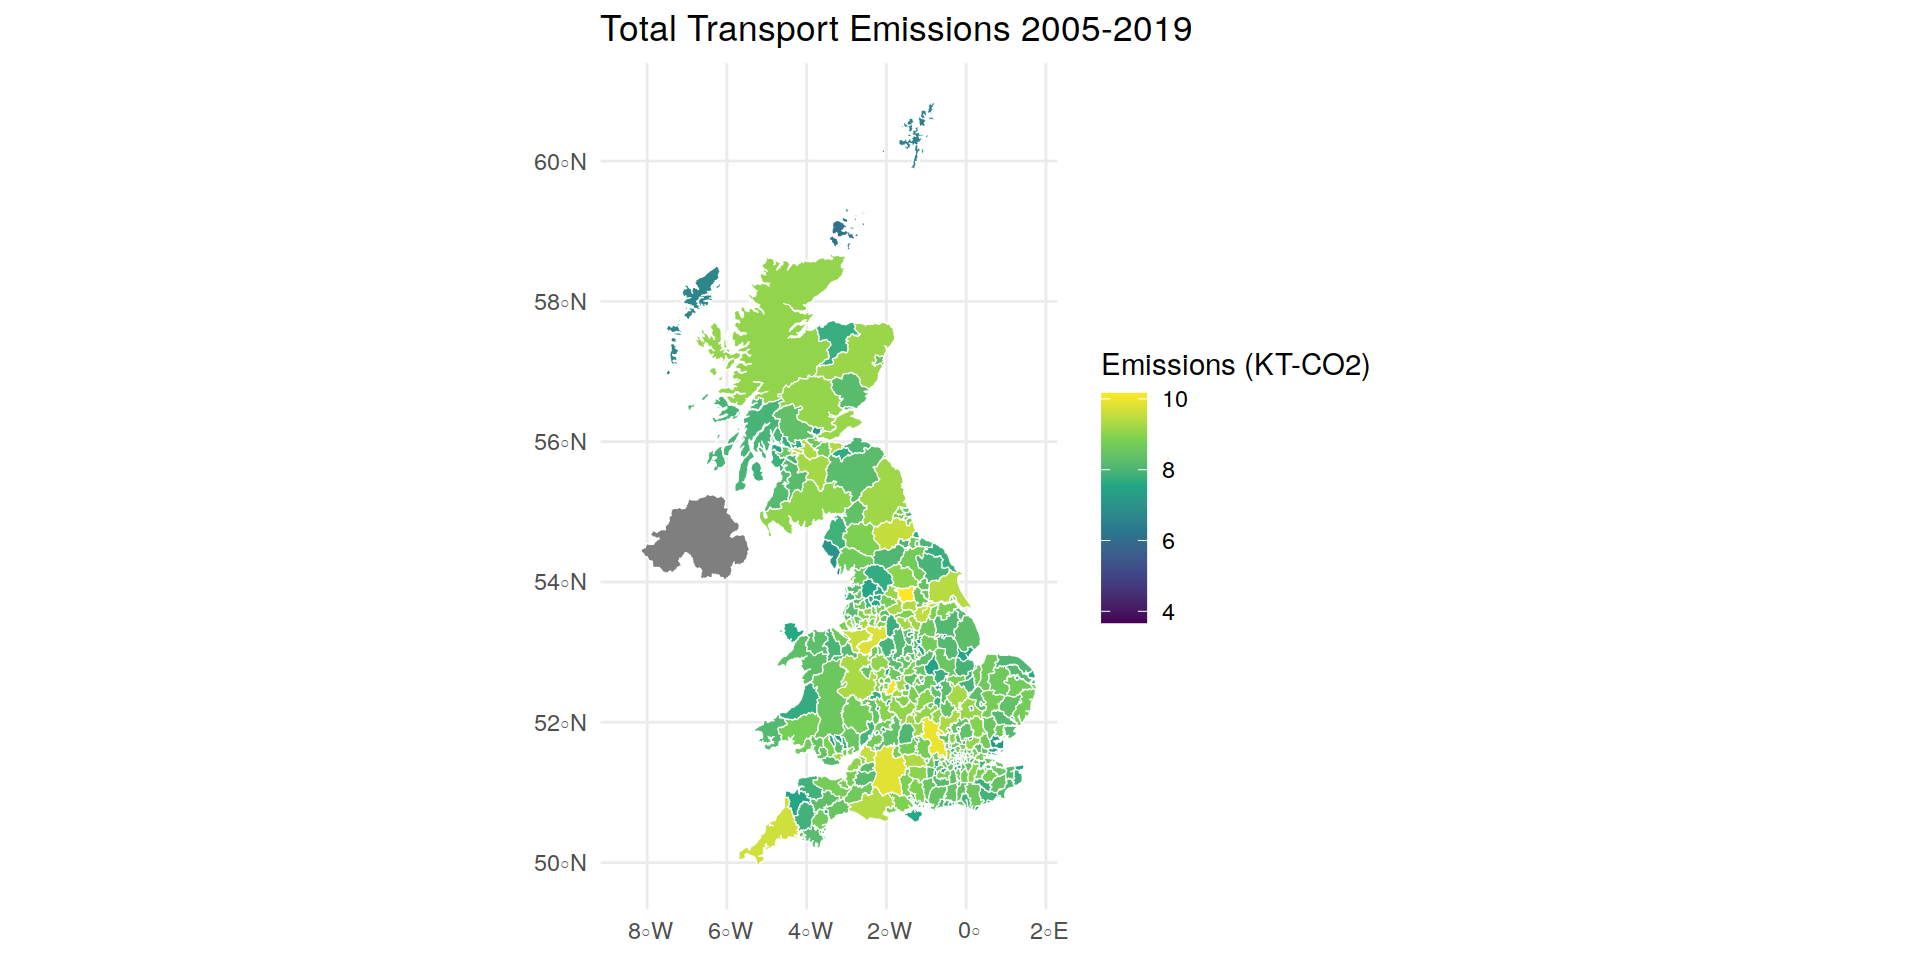 Total Transport Emissions 2005-2019
60◦N
58◦N
56◦N
54◦N
52◦N
50◦N
8◦W 6◦W 4◦W 2◦W 0◦ 2◦E
Emissions (KT-CO2)
10
8
6
4